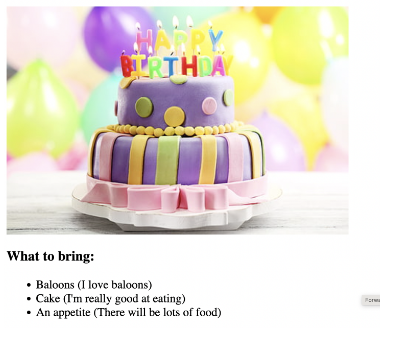 HAPPY
BIRTHDAY
What to bring:
Baloons (I love baloons)
Cake (I'm really good at eating)
An appetite (There will be lots of food)